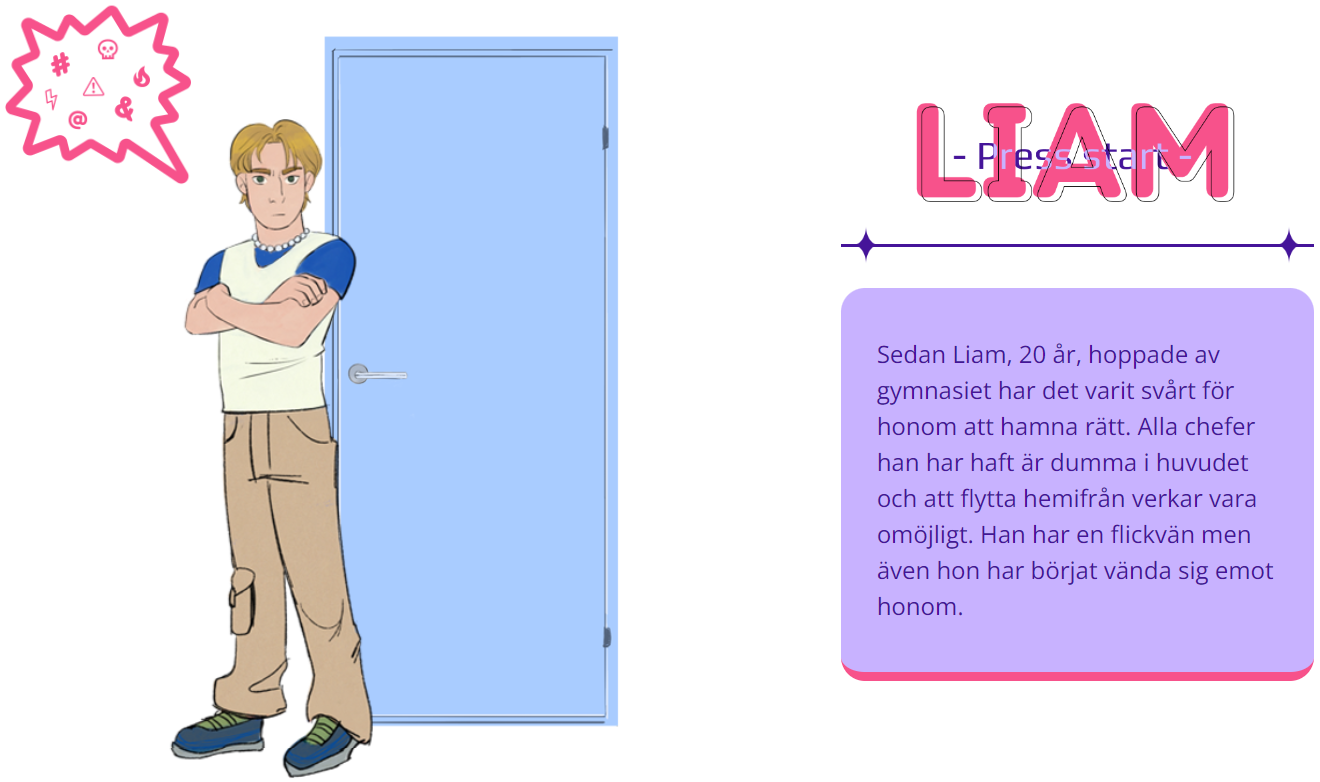 # & @
LIAM
- Press start -
Sedan Liam, 20 år, hoppade av
gymnasiet har det varit svårt för
honom att hamna rätt. Alla chefer
han har haft är dumma i huvudet
och att flytta hemifrån verkar vara
omöjligt. Han har en flickvän men
även hon har börjat vända sig emot
honom.